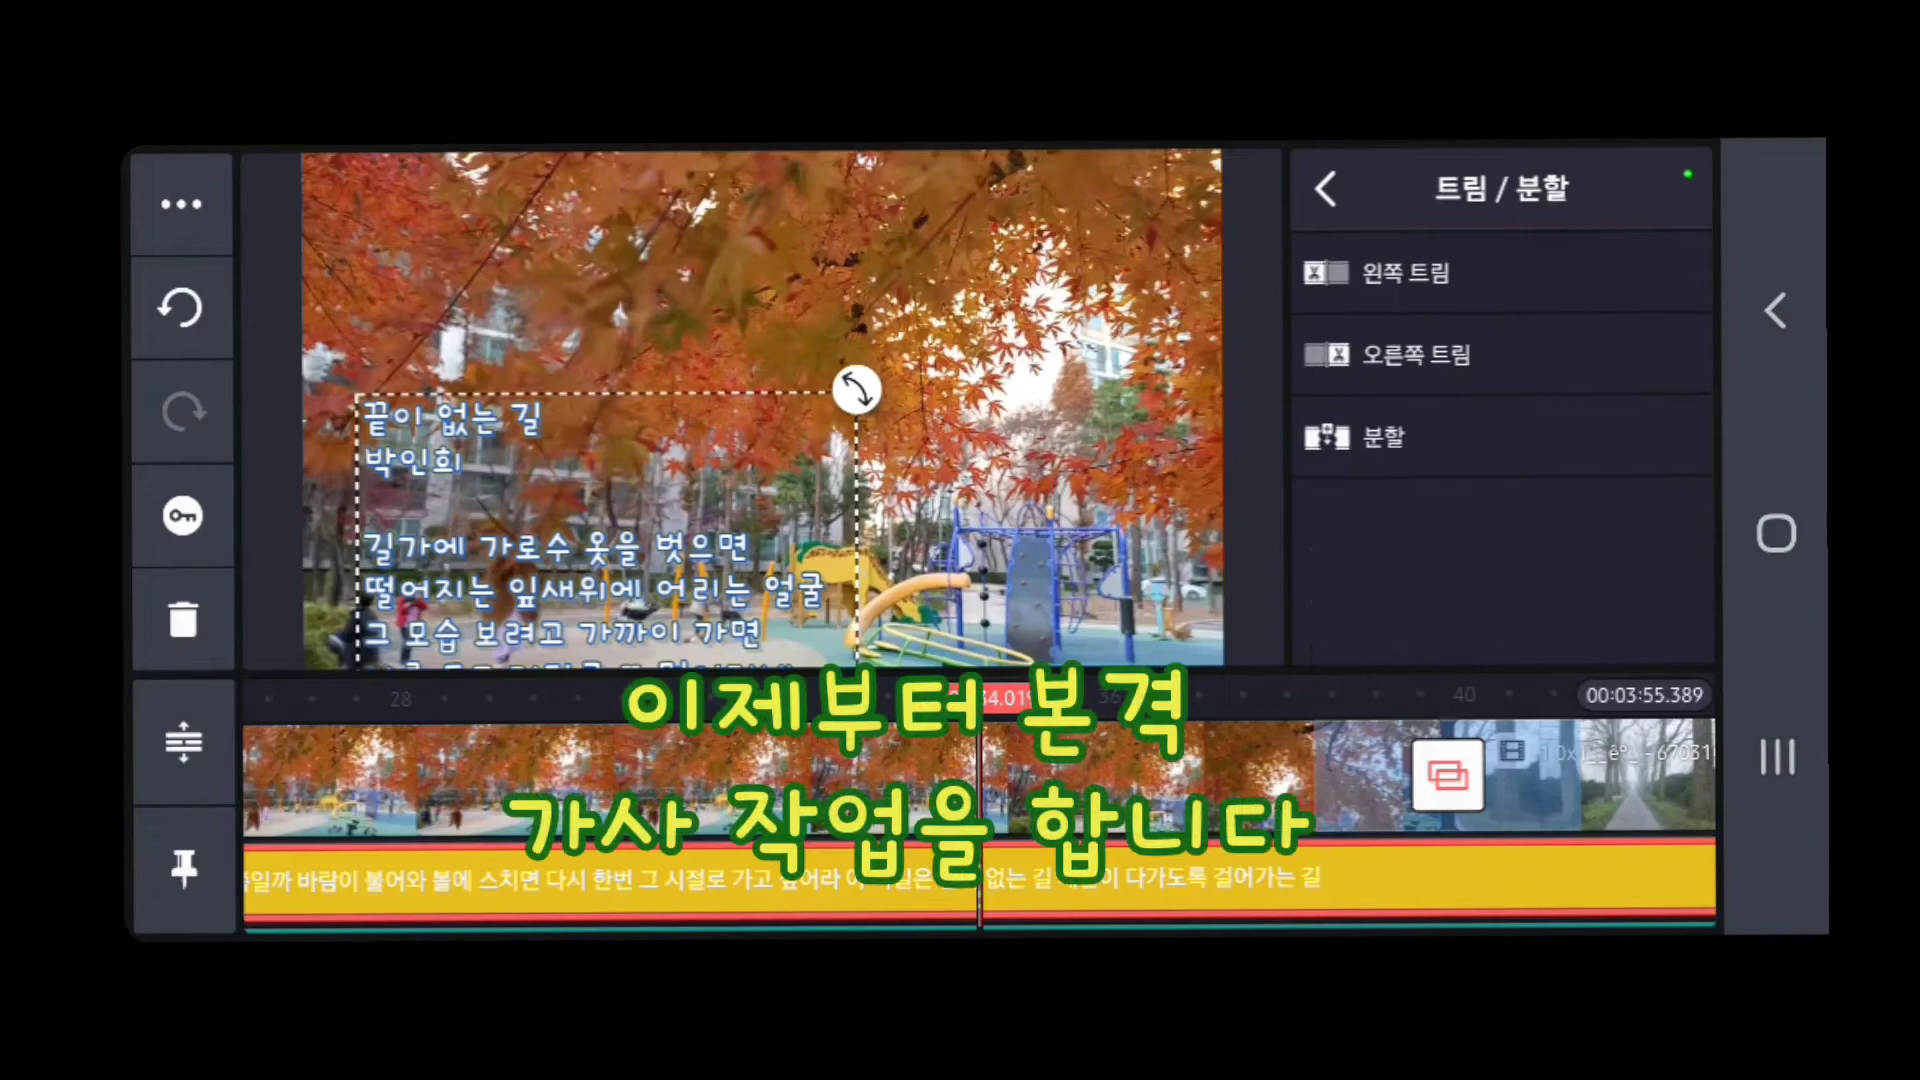 트림 / 분할
왼쪽 트림
오른쪽 트림
분할
끝이 없는 길
박인희
길가에 가로수 옷을 벗으면
떨어지는 잎새위에 어리는 얼굴
그 모습 보려고 가까이 가면
28
34.019
36
40
00:03:55.389
이제부터 본격
가사 작업을 합니다
일까 바람이 불어와 볼에 스치면 다시 한번 그 시절로 가고 싶어라 없는 길 다가도록 걸어가는 길